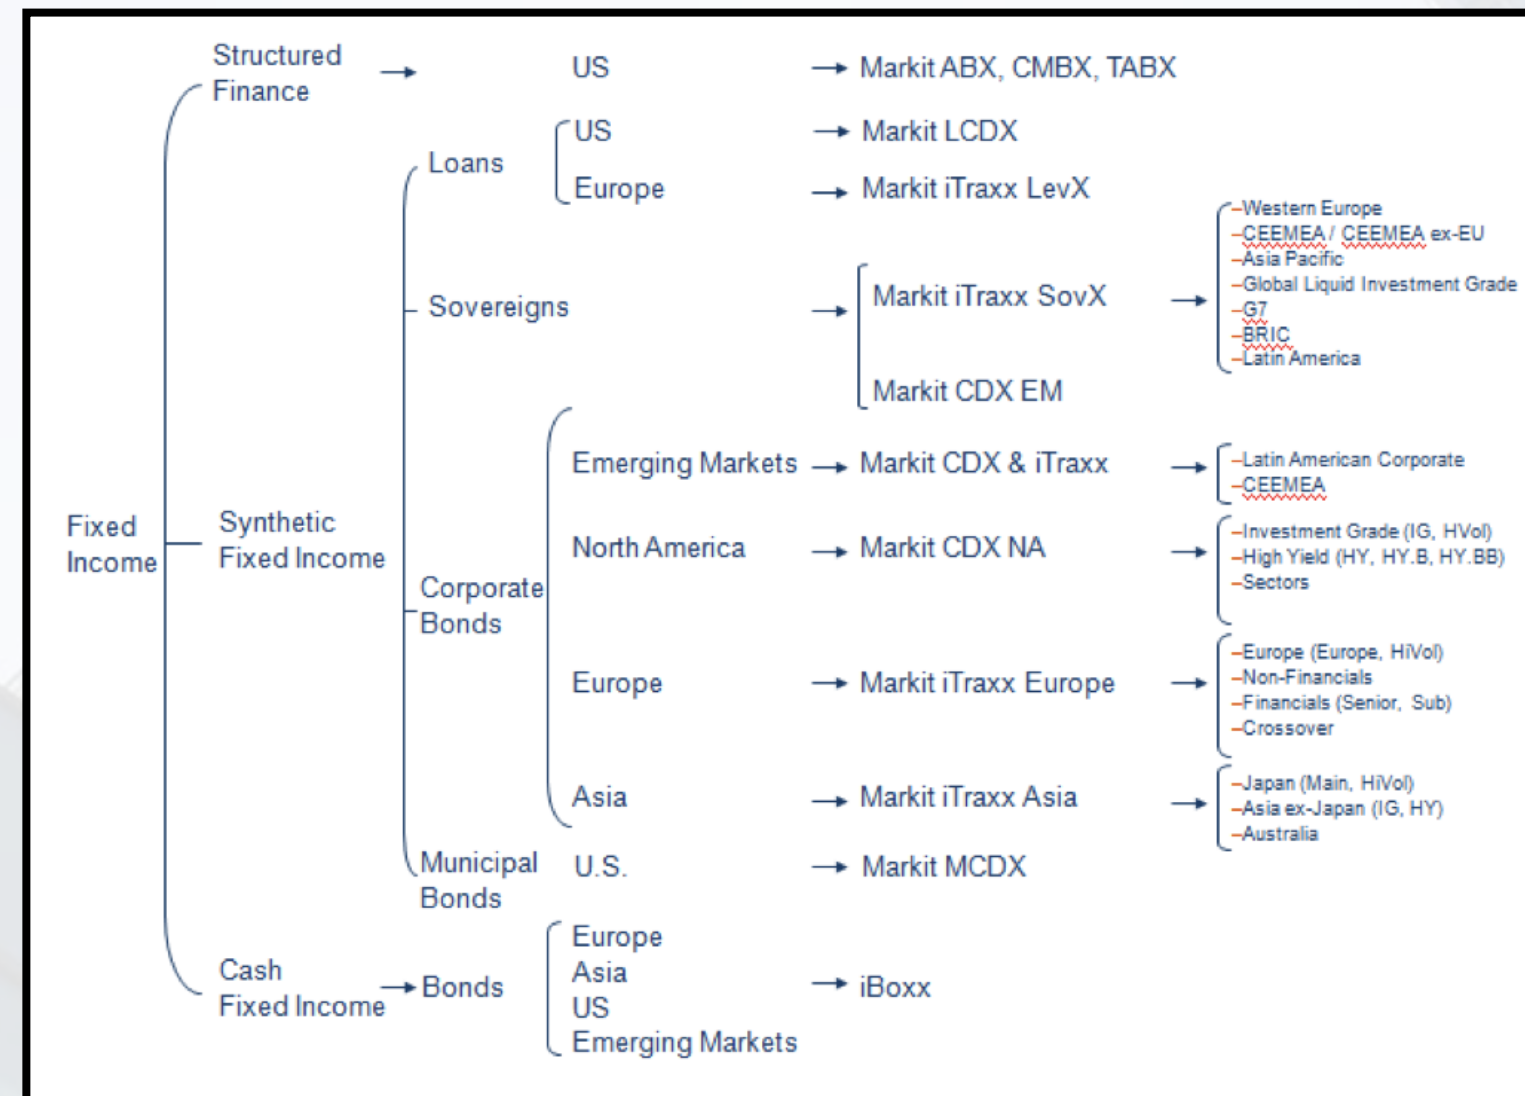 Structured
Finance
US
Markit ABX, CMBX, TABX
Loans
US
Markit LCDX
Europe
Markit iTraxx LevX
Sovereigns
Markit iTraxx SovX
–Western Europe
–CEEMEA / CEEMEA ex-EU
–Asia Pacific
–Global Liquid Investment Grade
–G7
–BRIC
–Latin America
Markit CDX EM
Fixed
Income
Synthetic
Fixed Income
Corporate
Bonds
Emerging Markets
Markit CDX & iTraxx
–Latin American Corporate
–CEEMEA
North America
Markit CDX NA
–Investment Grade (IG, HVol)
–High Yield (HY, HY.B, HY.BB)
–Sectors
Europe
Markit iTraxx Europe
–Europe (Europe, HiVol)
–Non-Financials
–Financials (Senior, Sub)
–Crossover
Asia
Markit iTraxx Asia
–Japan (Main, HiVol)
–Asia ex-Japan (IG, HY)
–Australia
Municipal
Bonds
U.S.
Markit MCDX
Cash
Fixed Income
Bonds
Europe
Asia
US
Emerging Markets
iBoxx